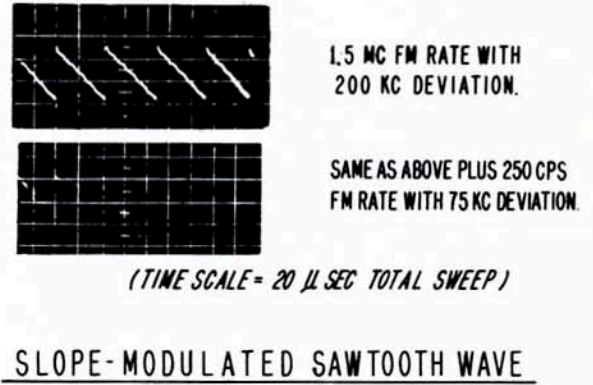 1.5 MC FM RATE WITH
200 KC DEVIATION.
SAME AS ABOVE PLUS 250 CPS
FM RATE WITH 75 KC DEVIATION.
(TIME SCALE = 20 µ SEC TOTAL SWEEP)
SLOPE-MODULATED SAWTOOTH WAVE